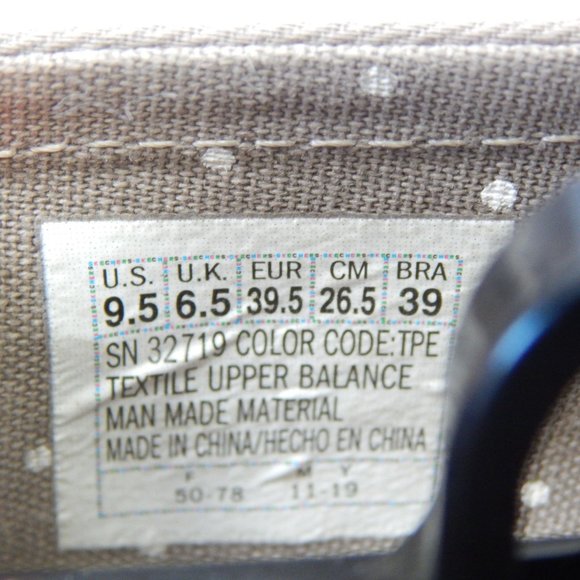 U.S. U.K. EUR CM BRA
9.5 6.5 39.5 26.5 39
SN 32719 COLOR CODE:TPE
TEXTILE UPPER BALANCE
MAN MADE MATERIAL
MADE IN CHINA/HECHO EN CHINA
F M Y
50-78 11-19